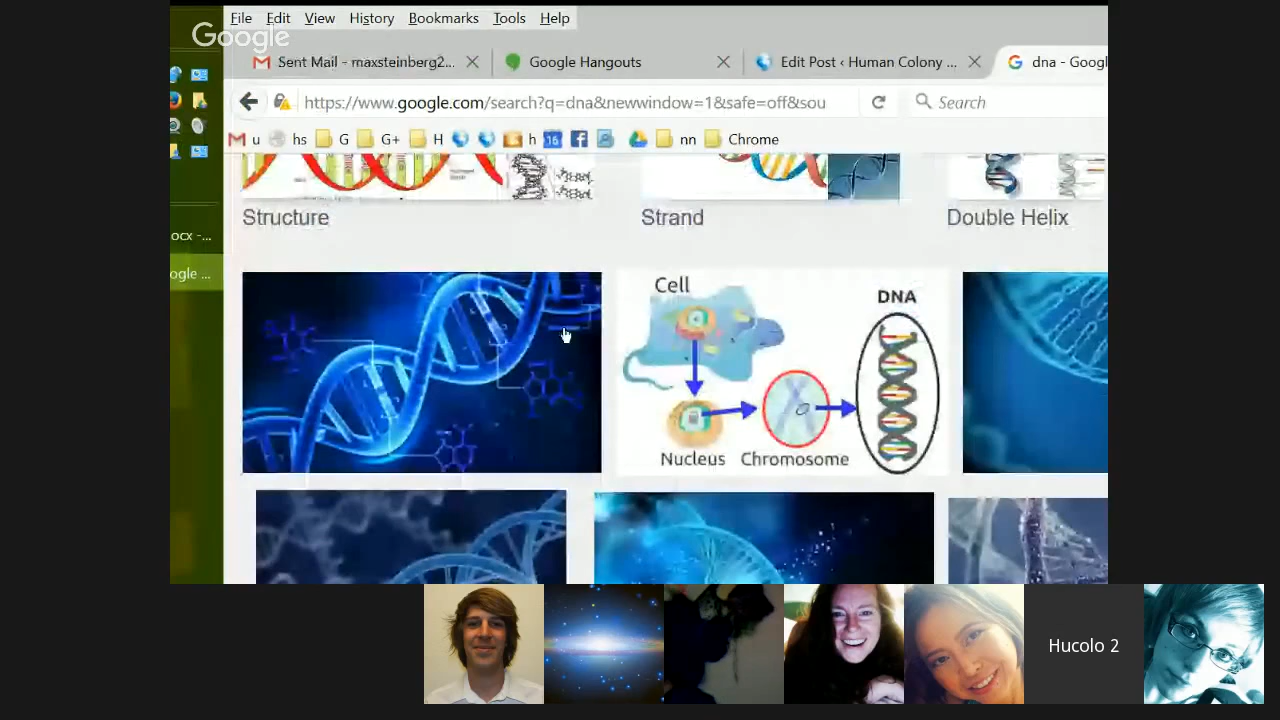 File Edit View History Bookmarks Tools Help
Google
Sent Mail - maxsteinberg2... Google Hangouts Edit Post ‹ Human Colony ... dna - Googl
https://www.google.com/search?q=dna&newwindow=1&safe=off&sou Search
u hs G G+ H h 16 nn Chrome
Structure Strand Double Helix
ocx -...
ogle ...
Cell
DNA
Nucleus Chromosome
Hucolo 2